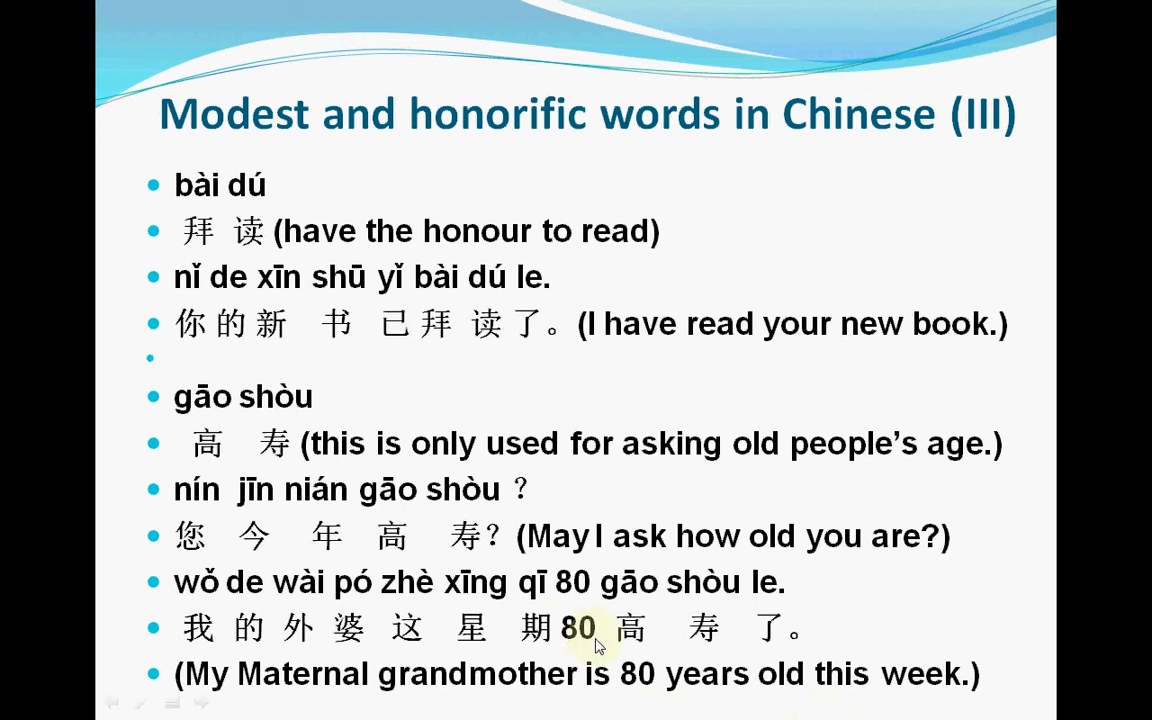 Modest and honorific words in Chinese (III)
bài dú
拜 读 (have the honour to read)
nǐ de xīn shū yǐ bài dú le.
你 的 新 书 已 拜 读 了。(I have read your new book.)
gāo shòu
高 寿 (this is only used for asking old people’s age.)
nín jīn nián gāo shòu ？
您 今 年 高 寿？(May I ask how old you are?)
wǒ de wài pó zhè xīng qī 80 gāo shòu le.
我 的 外 婆 这 星 期 80 高 寿 了。
(My Maternal grandmother is 80 years old this week.)